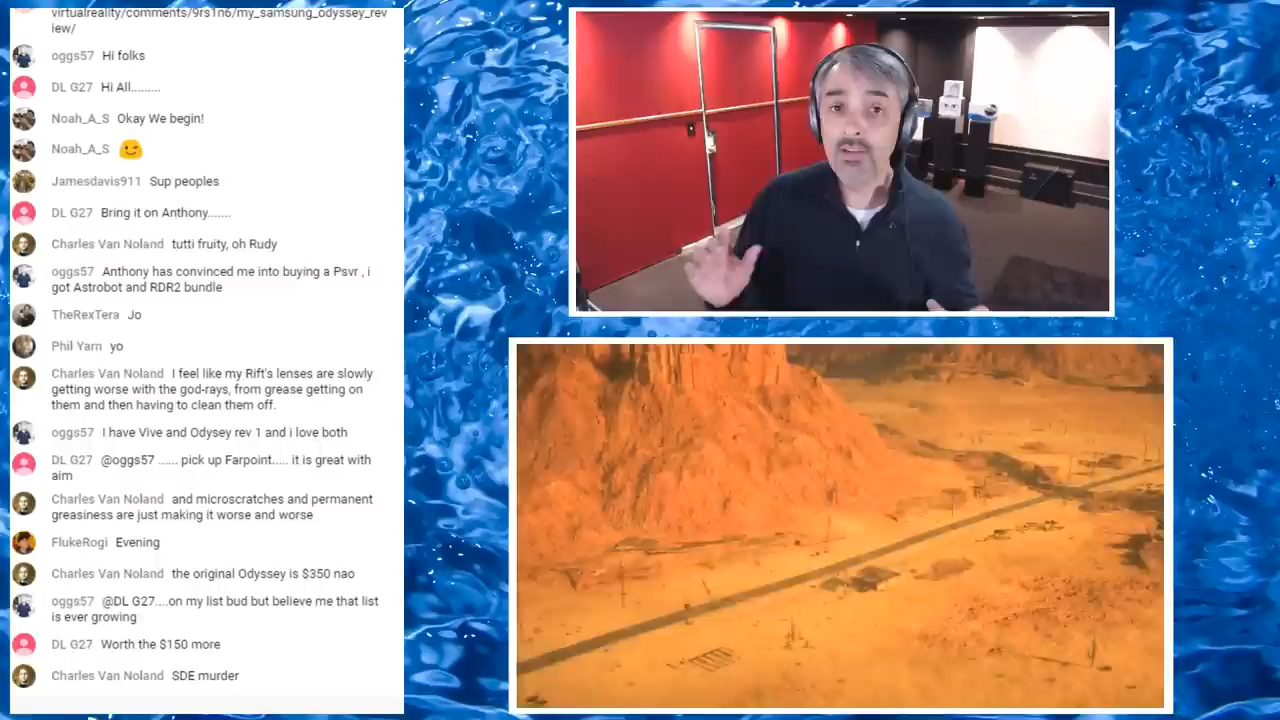 virtualreality/comments/9rs1n6/my_samsung_odyssey_rev
iew/
oggs57 Hi folks
DL G27 Hi All.........
Noah_A_S Okay We begin!
Noah_A_S
Jamesdavis911 Sup peoples
DL G27 Bring it on Anthony.......
Charles Van Noland tutti fruity, oh Rudy
oggs57 Anthony has convinced me into buying a Psvr , i
got Astrobot and RDR2 bundle
TheRexTera Jo
Phil Yarn yo
Charles Van Noland I feel like my Rift's lenses are slowly
getting worse with the god-rays, from grease getting on
them and then having to clean them off.
oggs57 I have Vive and Odysey rev 1 and i love both
DL G27 @oggs57 ...... pick up Farpoint..... it is great with
aim
Charles Van Noland and microscratches and permanent
greasiness are just making it worse and worse
FlukeRogi Evening
Charles Van Noland the original Odyssey is $350 nao
oggs57 @DL G27....on my list bud but believe me that list
is ever growing
DL G27 Worth the $150 more
Charles Van Noland SDE murder